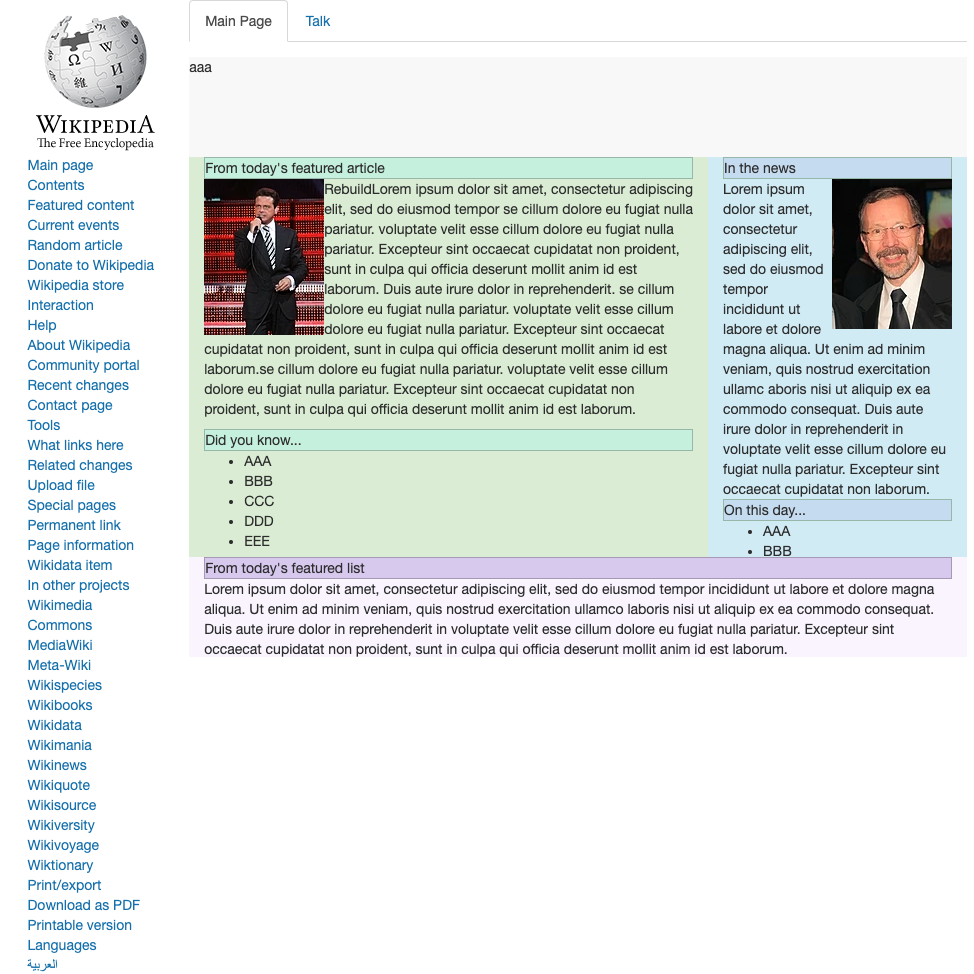 WIKIPEDIA
The Free Encyclopedia
Main page
Contents
Featured content
Current events
Random article
Donate to Wikipedia
Wikipedia store
Interaction
Help
About Wikipedia
Community portal
Recent changes
Contact page
Tools
What links here
Related changes
Upload file
Special pages
Permanent link
Page information
Wikidata item
In other projects
Wikimedia
Commons
MediaWiki
Meta-Wiki
Wikispecies
Wikibooks
Wikidata
Wikimania
Wikinews
Wikiquote
Wikisource
Wikiversity
Wikivoyage
Wiktionary
Print/export
Download as PDF
Printable version
Languages
العربية
Main Page
Talk
aaa
From today's featured article
RebuildLorem ipsum dolor sit amet, consectetur adipiscing
elit, sed do eiusmod tempor se cillum dolore eu fugiat nulla
pariatur. voluptate velit esse cillum dolore eu fugiat nulla
pariatur. Excepteur sint occaecat cupidatat non proident,
sunt in culpa qui officia deserunt mollit anim id est
laborum. Duis aute irure dolor in reprehenderit. se cillum
dolore eu fugiat nulla pariatur. voluptate velit esse cillum
dolore eu fugiat nulla pariatur. Excepteur sint occaecat
cupidatat non proident, sunt in culpa qui officia deserunt mollit anim id est
laborum.se cillum dolore eu fugiat nulla pariatur. voluptate velit esse cillum
dolore eu fugiat nulla pariatur. Excepteur sint occaecat cupidatat non
proident, sunt in culpa qui officia deserunt mollit anim id est laborum.
Did you know...
AAA
BBB
CCC
DDD
EEE
In the news
Lorem ipsum
dolor sit amet,
consectetur
adipiscing elit,
sed do eiusmod
tempor
incididunt ut
labore et dolore
magna aliqua. Ut enim ad minim
veniam, quis nostrud exercitation
ullamc aboris nisi ut aliquip ex ea
commodo consequat. Duis aute
irure dolor in reprehenderit in
voluptate velit esse cillum dolore eu
fugiat nulla pariatur. Excepteur sint
occaecat cupidatat non laborum.
On this day...
AAA
BBB
From today's featured list
Lorem ipsum dolor sit amet, consectetur adipiscing elit, sed do eiusmod tempor incididunt ut labore et dolore magna
aliqua. Ut enim ad minim veniam, quis nostrud exercitation ullamco laboris nisi ut aliquip ex ea commodo consequat.
Duis aute irure dolor in reprehenderit in voluptate velit esse cillum dolore eu fugiat nulla pariatur. Excepteur sint
occaecat cupidatat non proident, sunt in culpa qui officia deserunt mollit anim id est laborum.